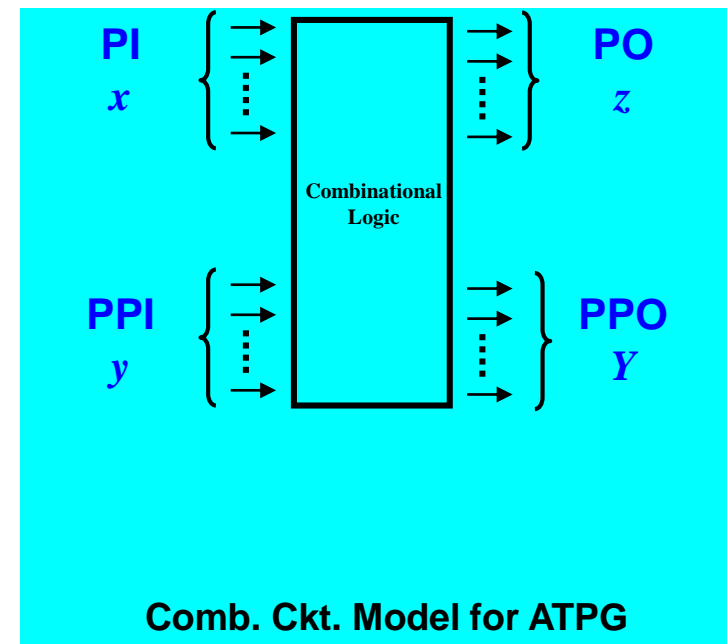 PI
x
PO
z
Combinational
Logic
PPI
y
PPO
Y
Comb. Ckt. Model for ATPG